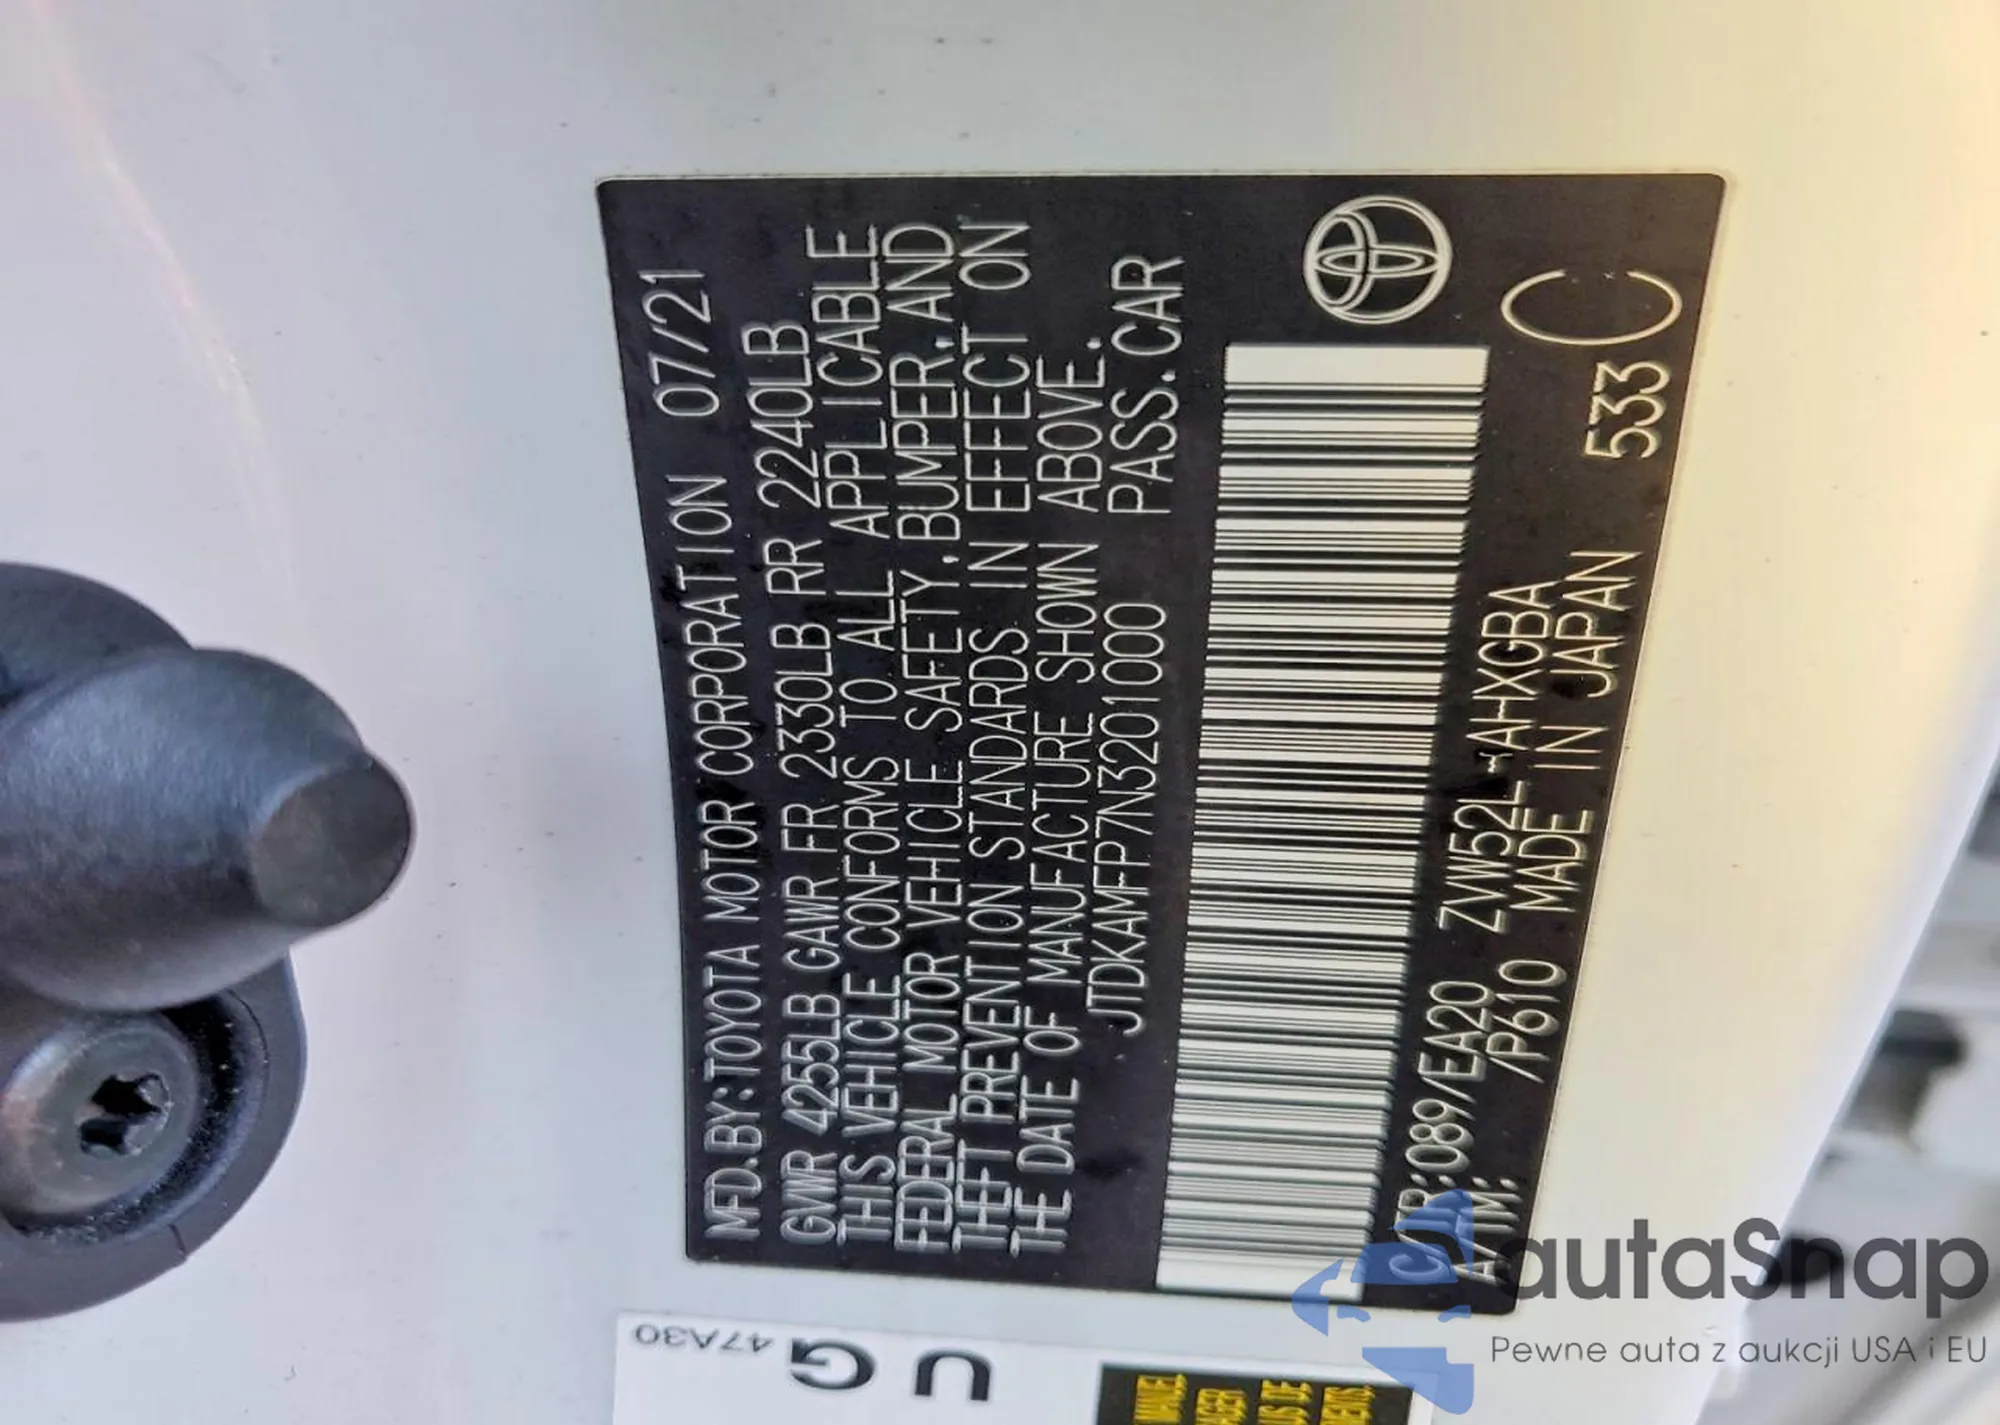 MFD.BY:TOYOTA MOTOR CORPORATION 07/21
GVWR 4255LB GAWR FR 2330LB RR 2240LB
THIS VEHICLE CONFORMS TO ALL APPLICABLE
FEDERAL MOTOR VEHICLE SAFETY,BUMPER,AND
THEFT PREVENTION STANDARDS IN EFFECT ON
THE DATE OF MANUFACTURE SHOWN ABOVE.
JTDKAMFP7N3201000 PASS.CAR
C/TR:089/EA20 ZVW52L-AHXGBA
A/TM: /P610 MADE IN JAPAN 533 C
UG
47A30
autaSnap
Pewne auta z aukcji USA i EU